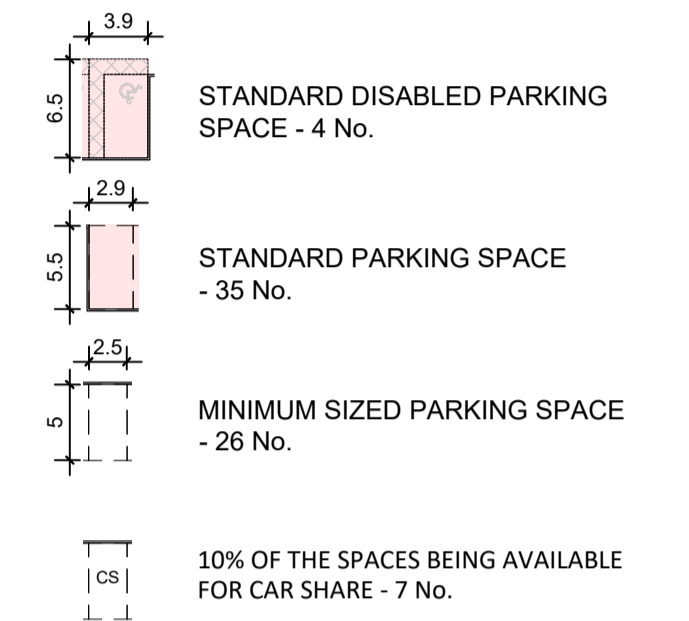 3.9
6.5
STANDARD DISABLED PARKING
SPACE - 4 No.
2.9
5.5
STANDARD PARKING SPACE
- 35 No.
2.5
5
MINIMUM SIZED PARKING SPACE
- 26 No.
CS
10% OF THE SPACES BEING AVAILABLE
FOR CAR SHARE - 7 No.